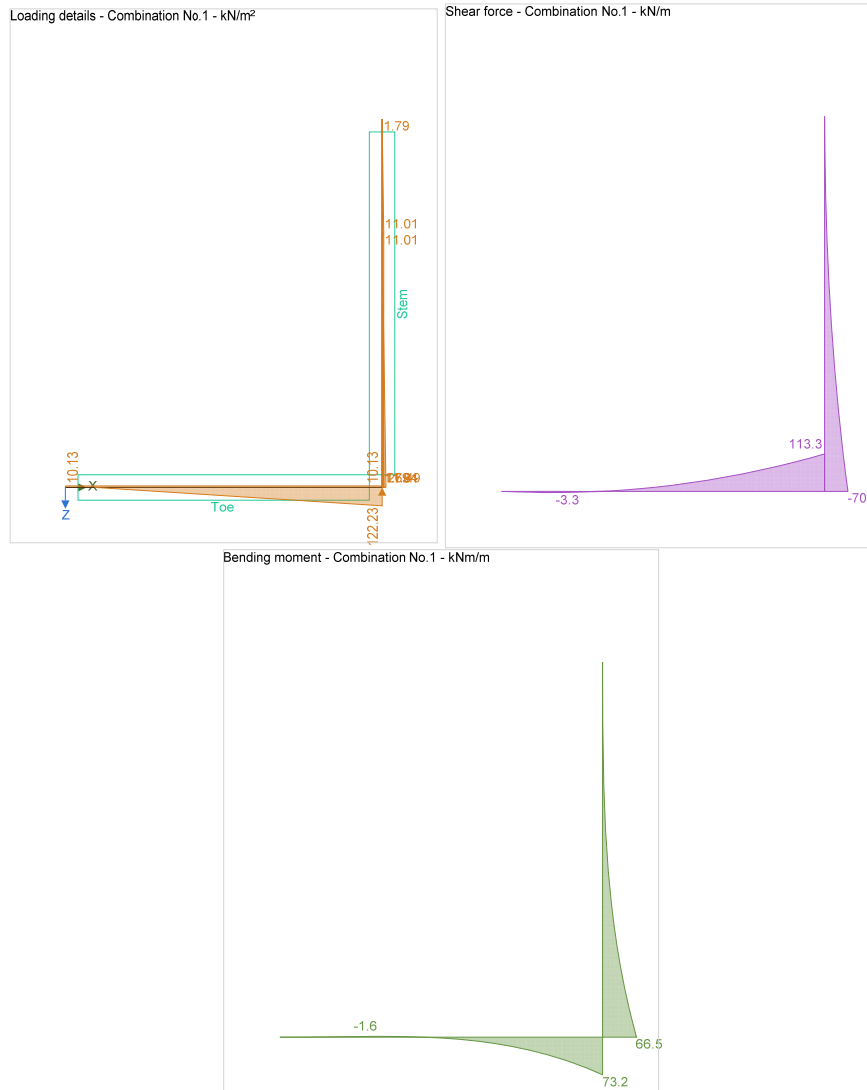 Loading details - Combination No.1 - kN/m²
1.79
11.01
11.01
Stem
10.13
10.13
X
Z
Toe
122.23
Shear force - Combination No.1 - kN/m
113.3
-3.3
-70
Bending moment - Combination No.1 - kNm/m
-1.6
66.5
73.2